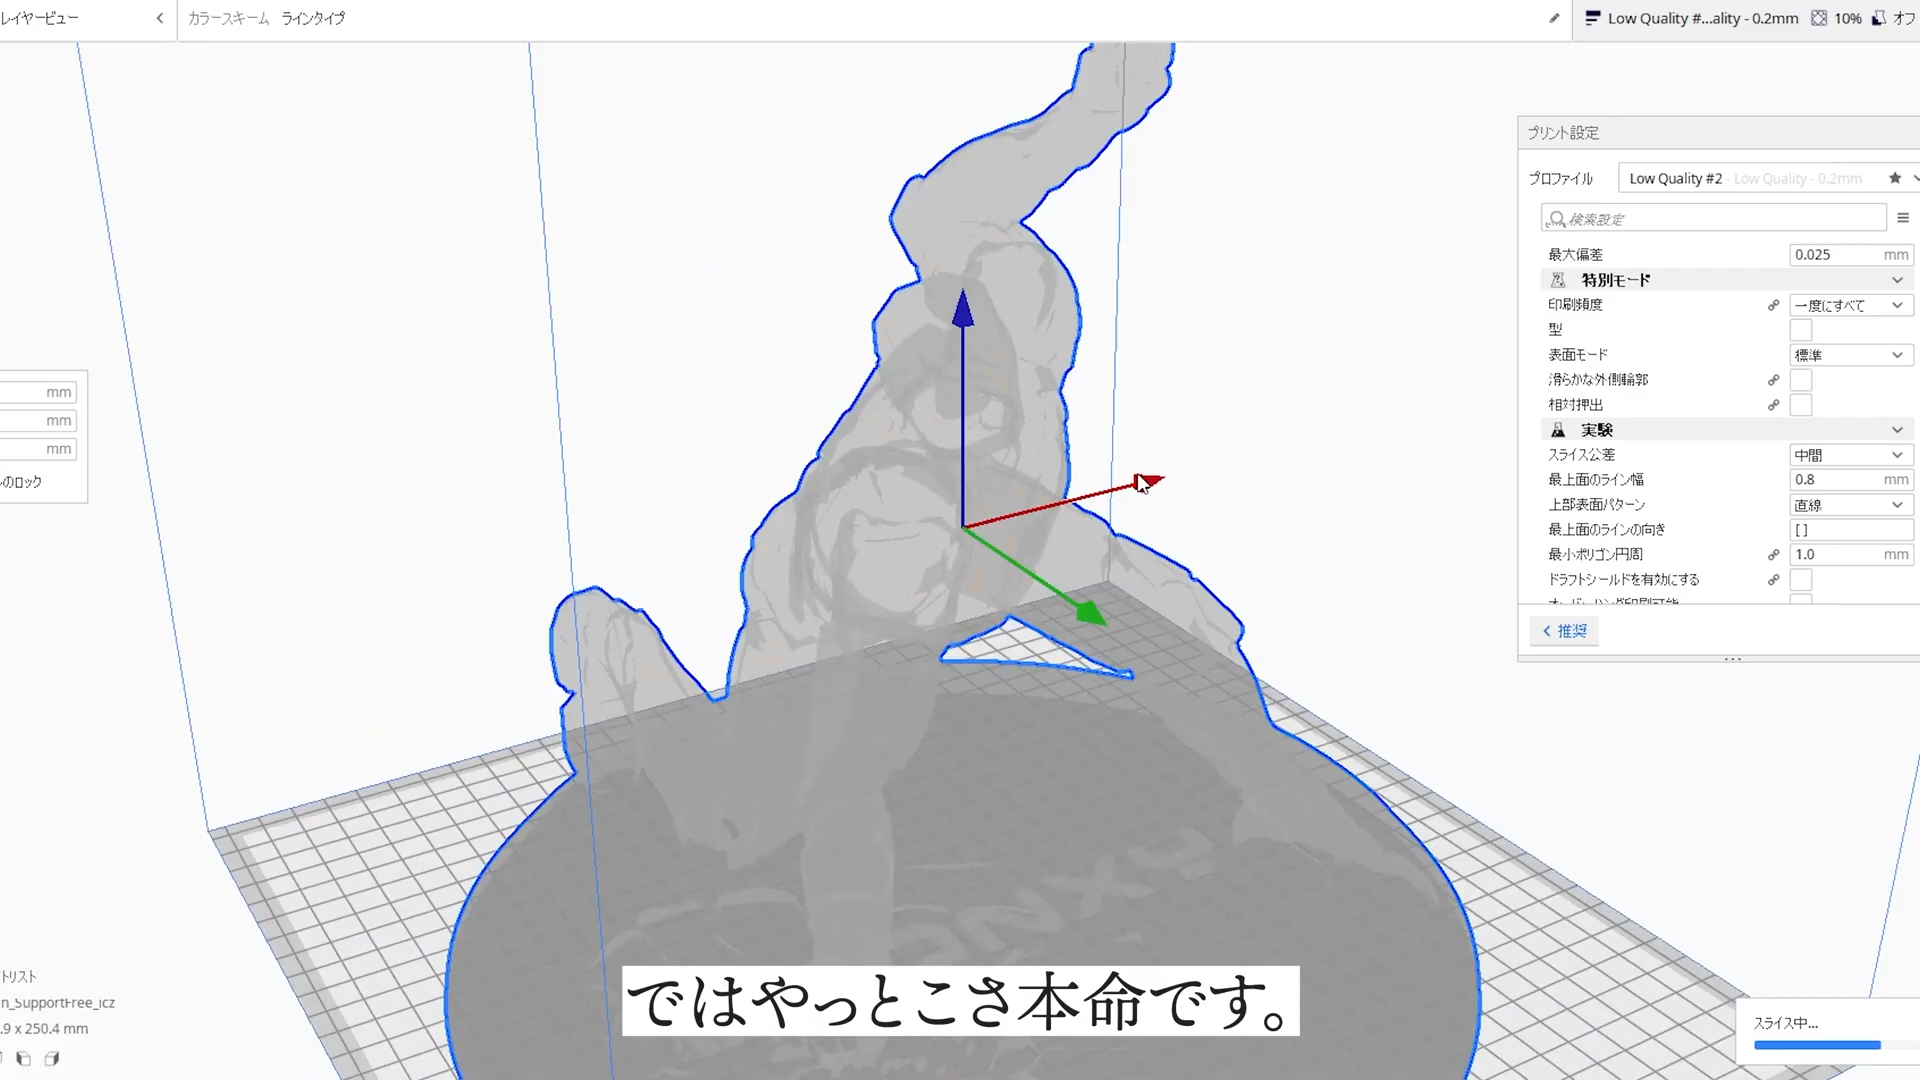 レイヤービュー
カラースキーム ラインタイプ
Low Quality #...ality - 0.2mm 10% オフ
プリント設定
プロファイル Low Quality #2 - Low Quality - 0.2mm
検索設定
最大偏差 0.025 mm
特別モード
印刷頻度 一度にすべて
型
表面モード 標準
滑らかな外側輪郭
相対押出
実験
スライス公差 中間
最上面のライン幅 0.8 mm
上部表面パターン 直線
最上面のラインの向き []
最小ポリゴン円周 1.0 mm
ドラフトシールドを有効にする
推奨
mm
mm
mm
のロック
トリスト
n_SupportFree_icz
.9 x 250.4 mm
ではやっとこさ本命です。
スライス中...